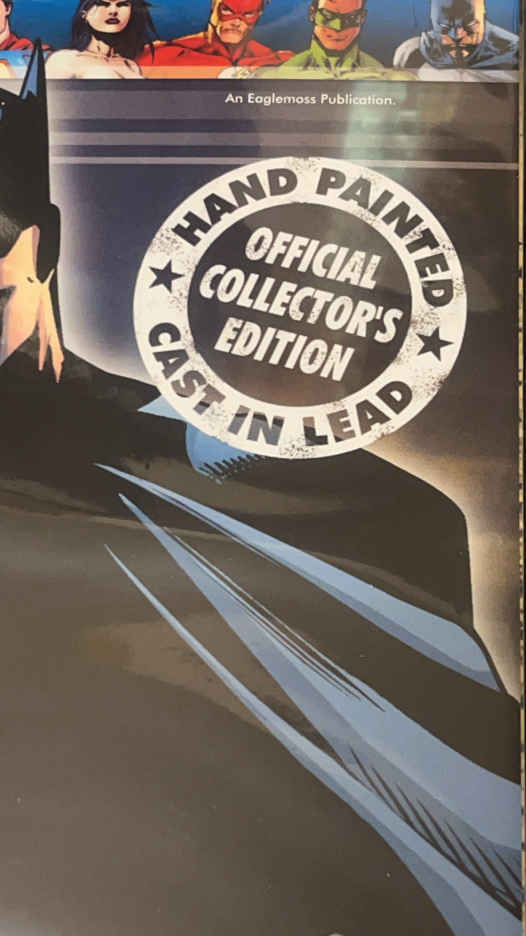 An Eaglemoss Publication.
HAND PAINTED
OFFICIAL
COLLECTOR'S
EDITION
CAST IN LEAD